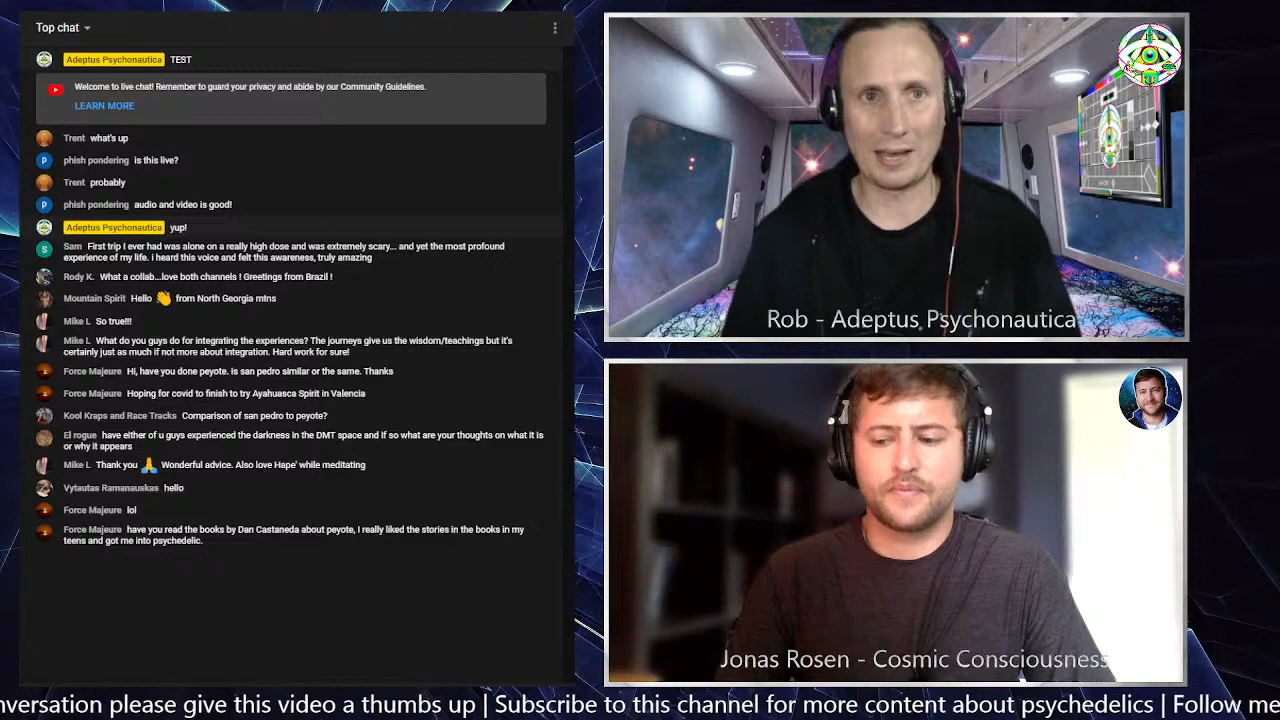 Top chat
Adeptus Psychonautica TEST
Welcome to live chat! Remember to guard your privacy and abide by our Community Guidelines.
LEARN MORE
Trent what's up
P phish pondering is this live?
Trent probably
P phish pondering audio and video is good!
Adeptus Psychonautica yup!
S Sam First trip I ever had was alone on a really high dose and was extremely scary... and yet the most profound
experience of my life. i heard this voice and felt this awareness, truly amazing
Rody K. What a collab...love both channels ! Greetings from Brazil !
Mountain Spirit Hello 👋 from North Georgia mtns
Mike L So true!!!
Mike L What do you guys do for integrating the experiences? The journeys give us the wisdom/teachings but it's
certainly just as much if not more about integration. Hard work for sure!
Force Majeure Hi, have you done peyote. is san pedro similar or the same. Thanks
Force Majeure Hoping for covid to finish to try Ayahuasca Spirit in Valencia
Kool Kraps and Race Tracks Comparison of san pedro to peyote?
El rogue have either of u guys experienced the darkness in the DMT space and if so what are your thoughts on what it is
or why it appears
Mike L Thank you 🙏 Wonderful advice. Also love Hape' while meditating
Vytautas Ramanauskas hello
Force Majeure lol
Force Majeure have you read the books by Dan Castaneda about peyote, I really liked the stories in the books in my
teens and got me into psychedelic.
Rob - Adeptus Psychonautica
Jonas Rosen - Cosmic Consciousness
nversation please give this video a thumbs up | Subscribe to this channel for more content about psychedelics | Follow me